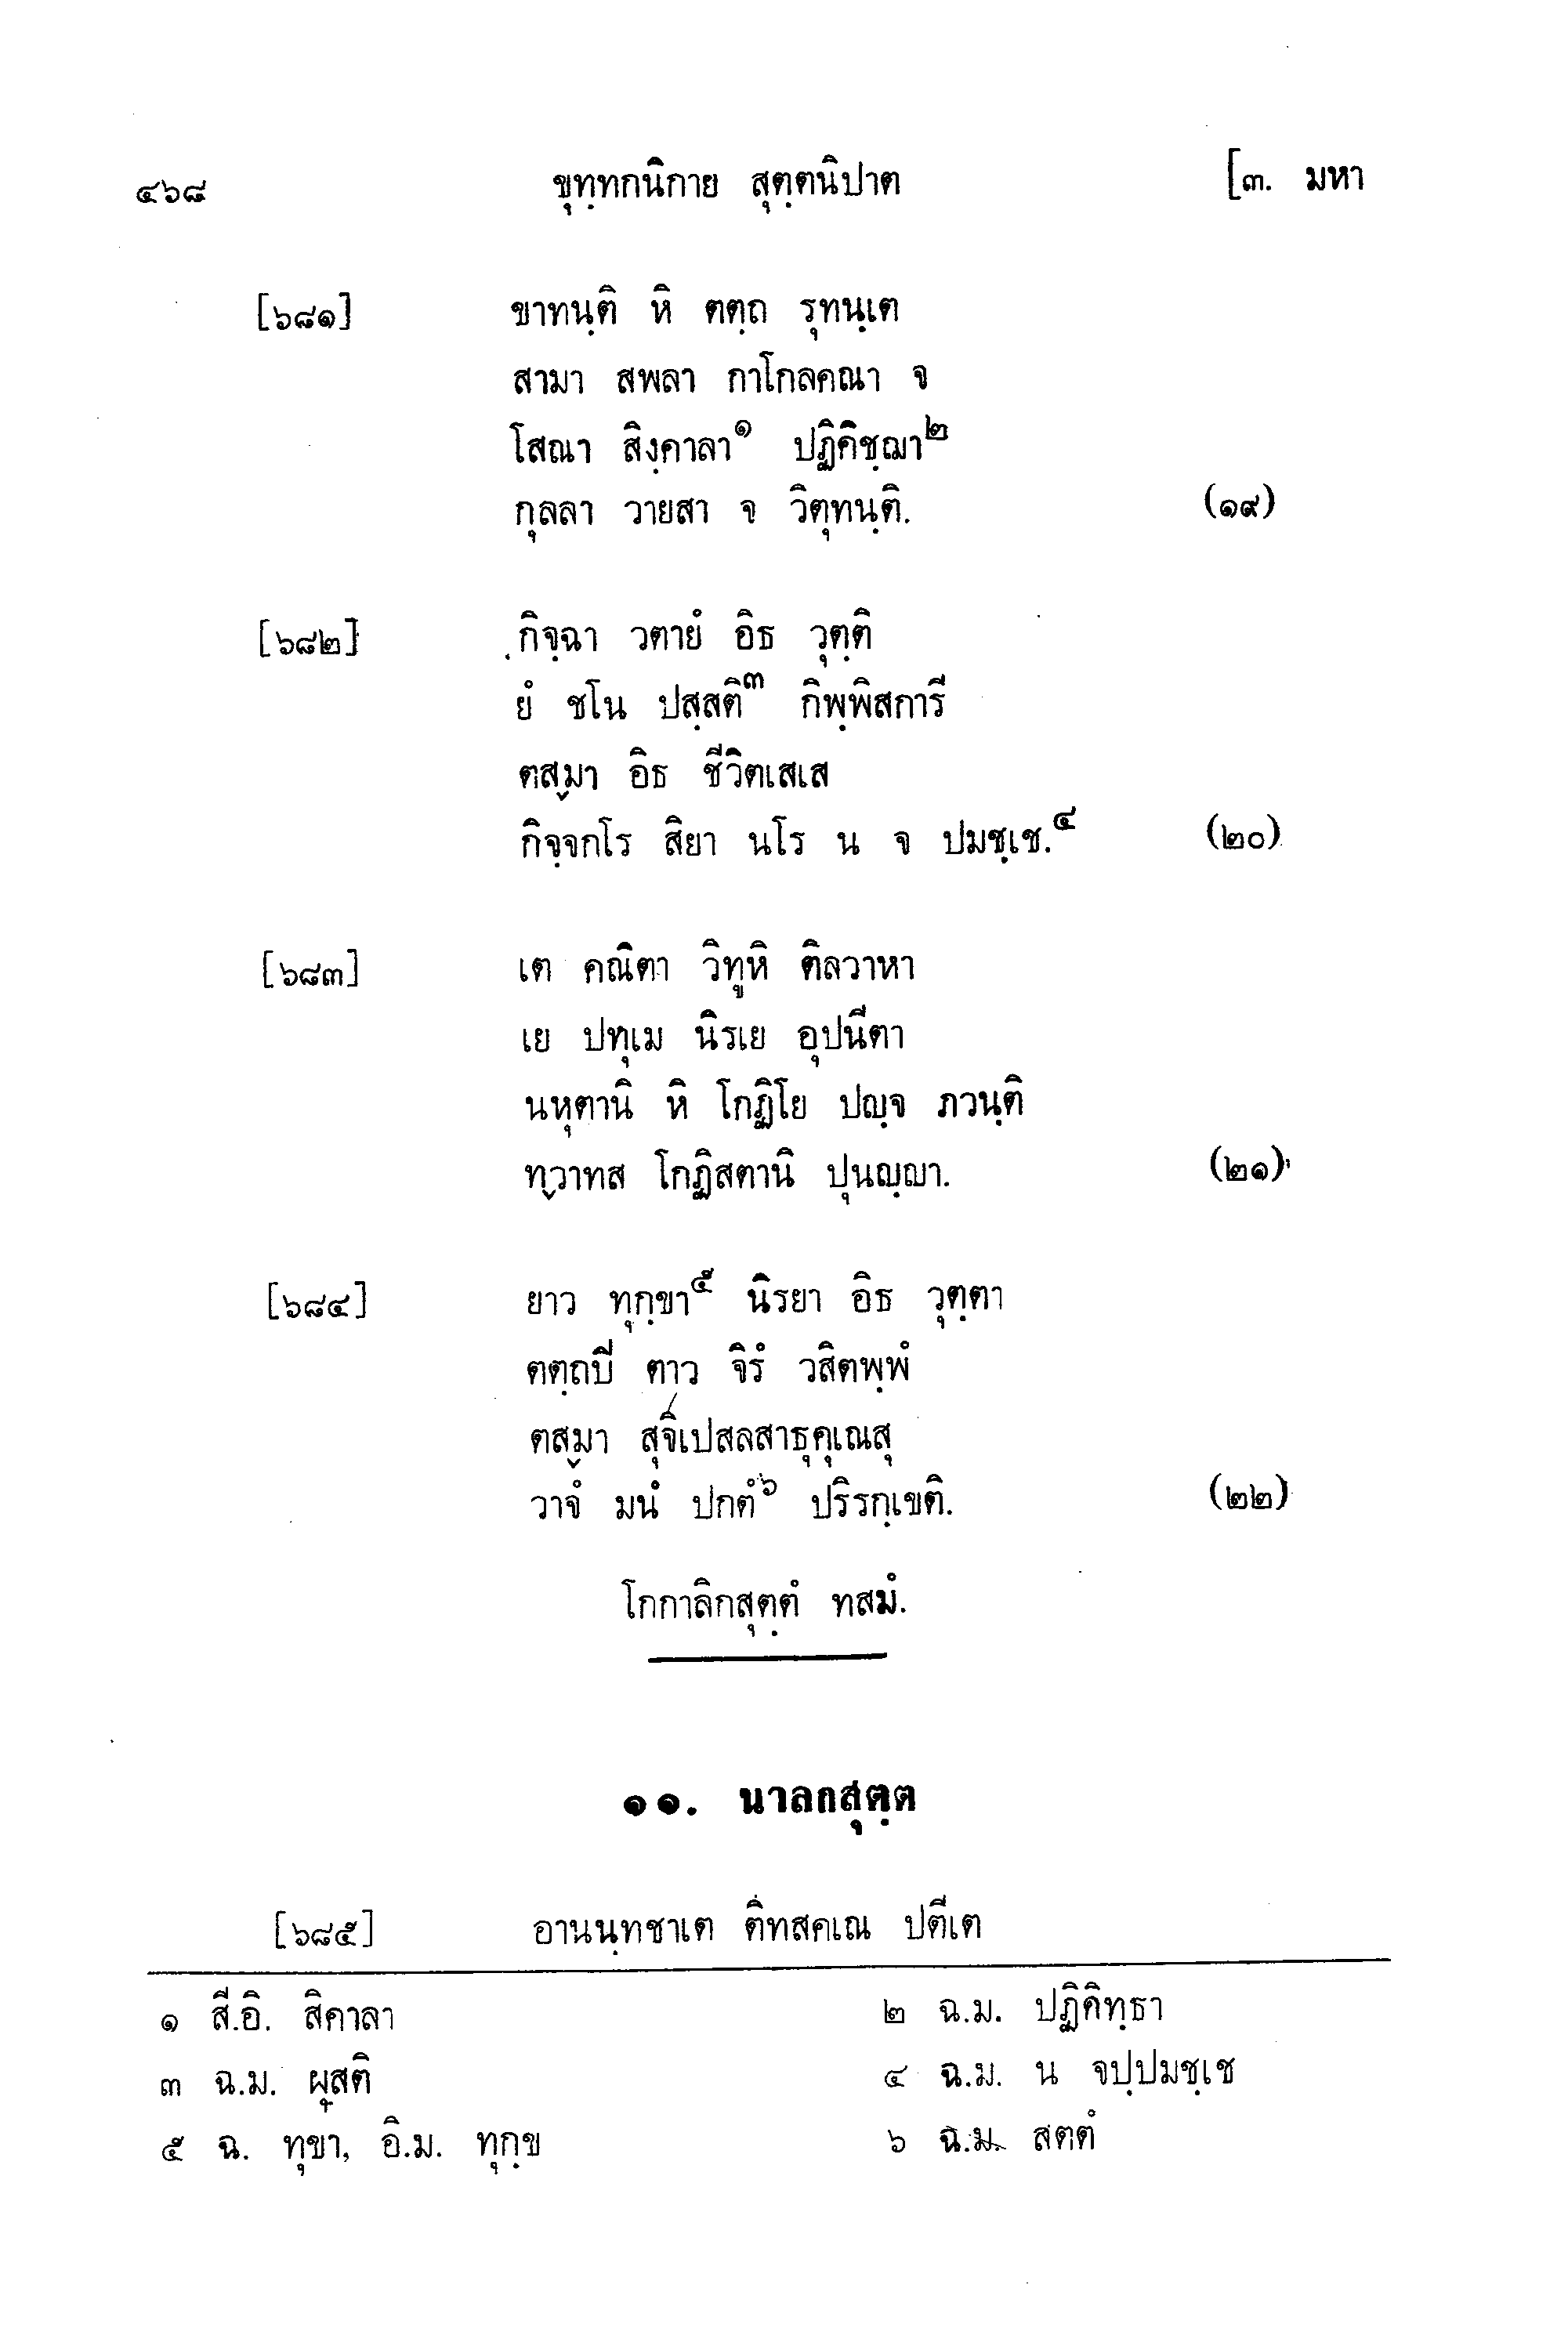 ๔๖๘ ขุทฺทกนิกาย สุตฺตนิปาต [๓. มหา
[๖๘๑] ขาทนฺติ หิ ตตฺถ รุทนฺเต
สามา สพลา กาโกลคณา จ
โสณา สิงฺคาลา๑ ปฏิคิชฺฌา๒
กุลลา วายสา จ วิตุทนฺติ. (๑๙)
[๖๘๒] กิจฺฉา วตายํ อิธ วุตฺติ
ยํ ชโน ปสฺสติ๓ กิพฺพิสการี
ตสฺมา อิธ ชีวิตเสเส
กิจฺจกโร สิยา นโร น จ ปมชฺเช.๔ (๒๐)
[๖๘๓] เต คณิตา วิทูหิ ติลวาหา
เย ปทุเม นิรเย อุปนีตา
นหุตานิ หิ โกฏิโย ปญฺจ ภวนฺติ
ทฺวาทส โกฏิสตานิ ปุนญฺญา. (๒๑)
[๖๘๔] ยาว ทุกฺขา๕ นิรยา อิธ วุตฺตา
ตตฺถปี ตาว จิรํ วสิตพฺพํ
ตสฺมา สุจิเปสลสาธุคุเณสุ
วาจํ มนํ ปกตํ๖ ปริรกฺเขติ. (๒๒)
โกกาลิกสุตฺตํ ทสมํ.
๑๑. นาลกสุตฺต
[๖๘๕] อานนฺทชาเต ติทสคเณ ปตีเต
๑ สี.อิ. สิคาลา ๒ ฉ.ม. ปฏิคิทฺธา
๓ ฉ.ม. ผุสติ ๔ ฉ.ม. น จปฺปมชฺเช
๕ ฉ. ทุขา, อิ.ม. ทุกฺข ๖ ฉ.ม. สตตํ